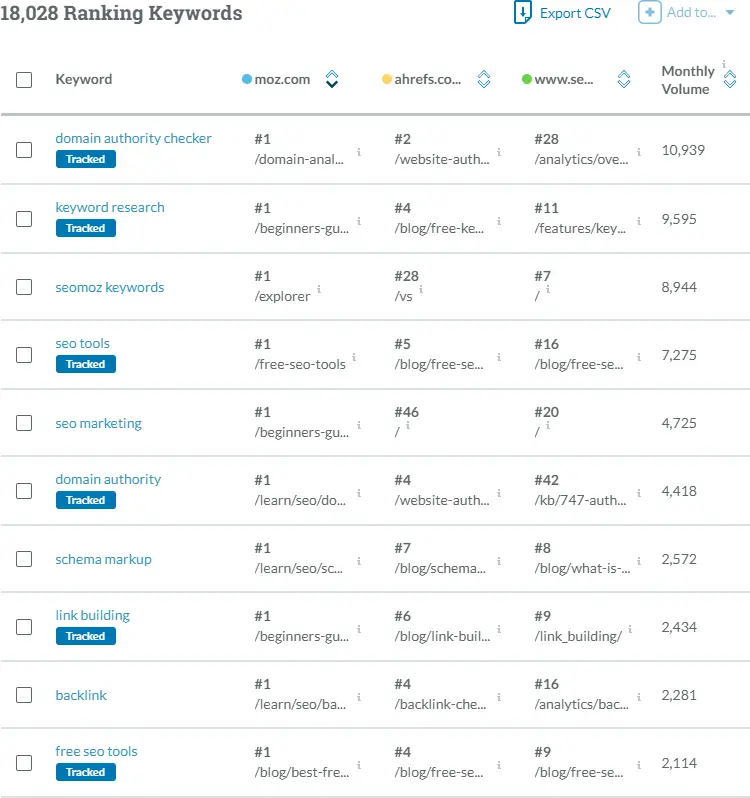 18,028 Ranking Keywords
Export CSV
Add to...
Keyword
moz.com
ahrefs.co...
www.se...
Monthly
Volume
domain authority checker
Tracked
#1
/domain-anal...
#2
/website-auth...
#28
/analytics/ove...
10,939
keyword research
Tracked
#1
/beginners-gu...
#4
/blog/free-ke...
#11
/features/key...
9,595
seomoz keywords
#1
/explorer
#28
/vs
#7
/
8,944
seo tools
Tracked
#1
/free-seo-tools
#5
/blog/free-se...
#16
/blog/free-se...
7,275
seo marketing
#1
/beginners-gu...
#46
/
#20
/
4,725
domain authority
Tracked
#1
/learn/seo/do...
#4
/website-auth...
#42
/kb/747-auth...
4,418
schema markup
#1
/learn/seo/sc...
#7
/blog/schema...
#8
/blog/what-is-...
2,572
link building
Tracked
#1
/beginners-gu...
#6
/blog/link-buil...
#9
/link_building/
2,434
backlink
#1
/learn/seo/ba...
#4
/backlink-che...
#16
/analytics/bac...
2,281
free seo tools
Tracked
#1
/blog/best-fre...
#4
/blog/free-se...
#9
/blog/free-se...
2,114